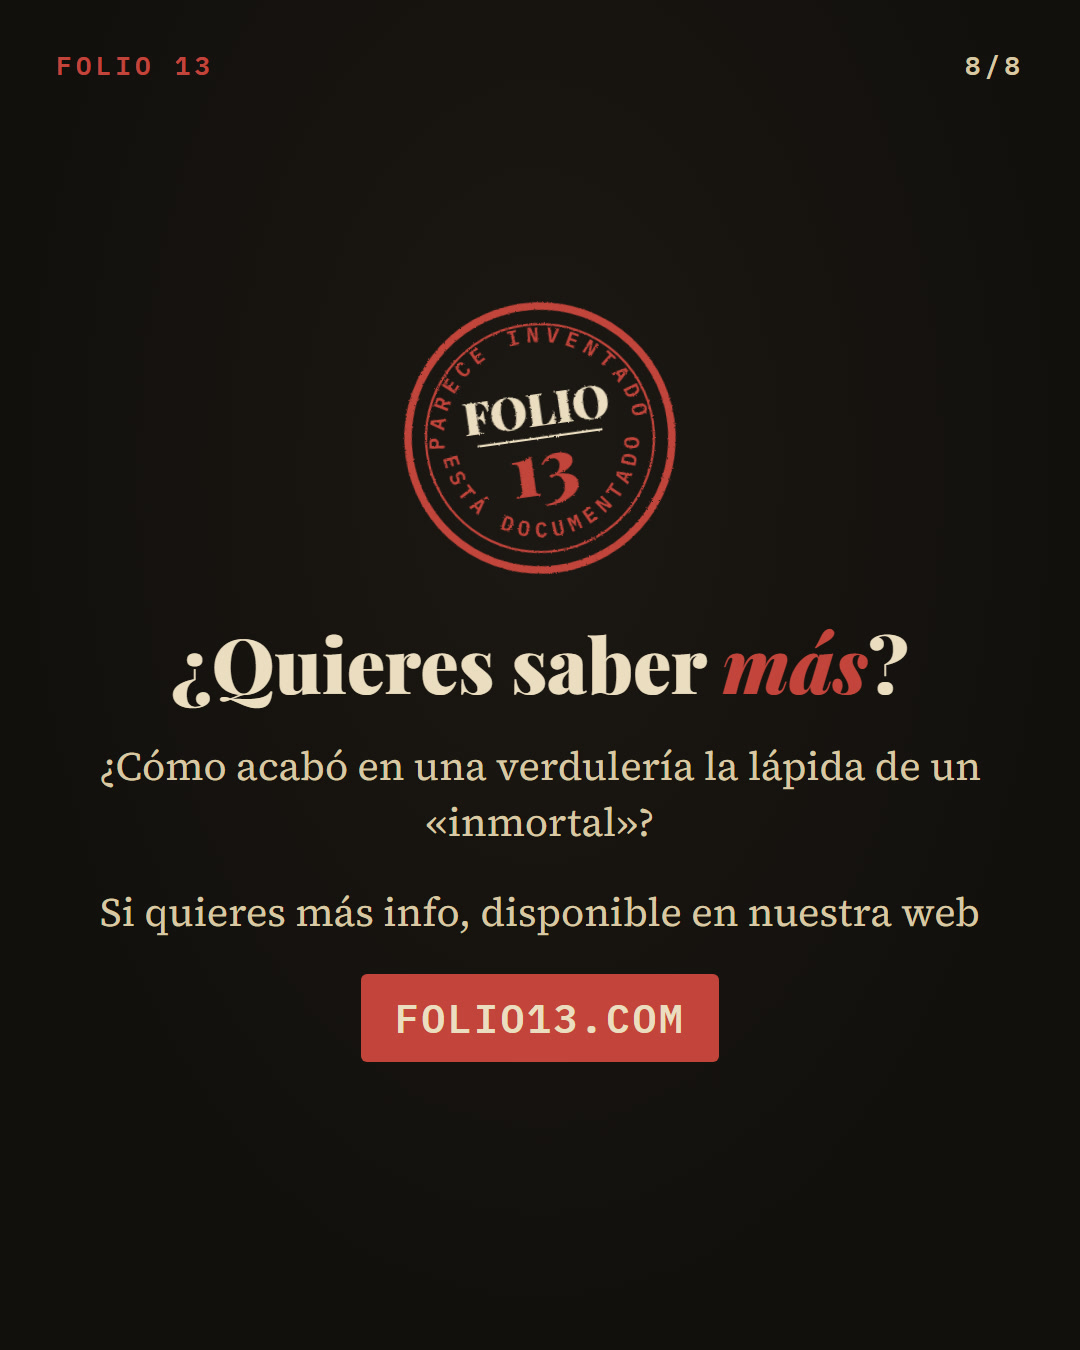 FOLIO 13
8/8
PARECE INVENTADO
FOLIO
13
ESTÁ DOCUMENTADO
¿Quieres saber más?
¿Cómo acabó en una verdulería la lápida de un
«inmortal»?
Si quieres más info, disponible en nuestra web
FOLIO13.COM